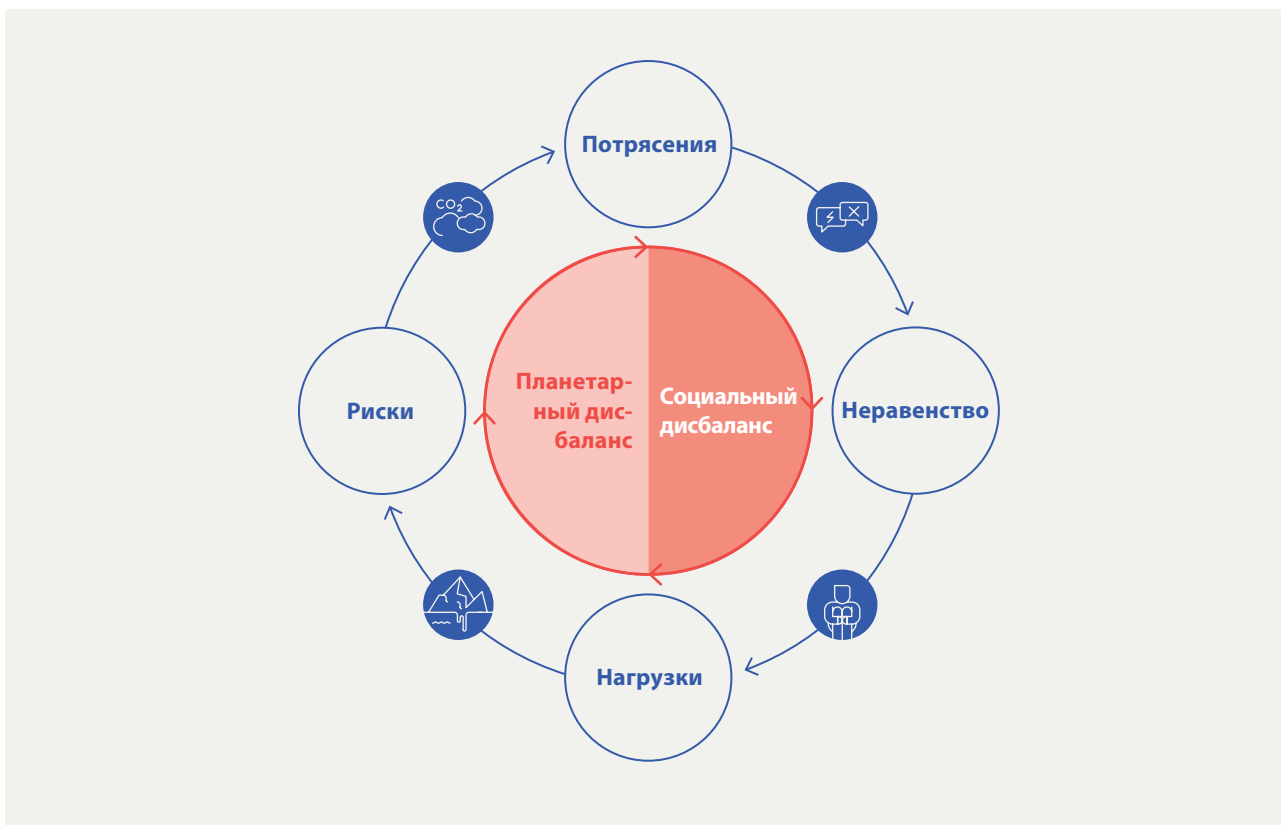 Потрясения
CO₂
Риски
Планетар-
ный дис-
баланс
Социальный
дисбаланс
Неравенство
Нагрузки